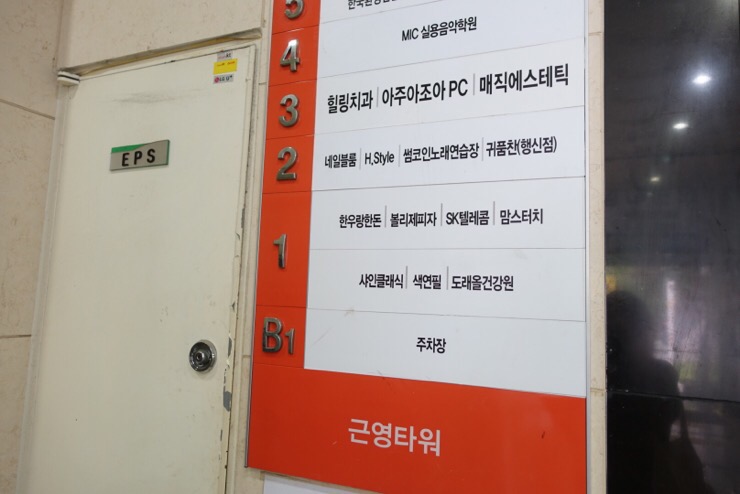 EPS
5
4 MIC 실용음악학원
3 힐링치과 아주아조아 PC 매직에스테틱
2 네일블룸 H,Style 썸코인노래연습장 귀품찬(행신점)
1 한우랑한돈 볼리제피자 SK텔레콤 맘스터치
샤인클래식 색연필 도래올건강원
B1 주차장
근영타워